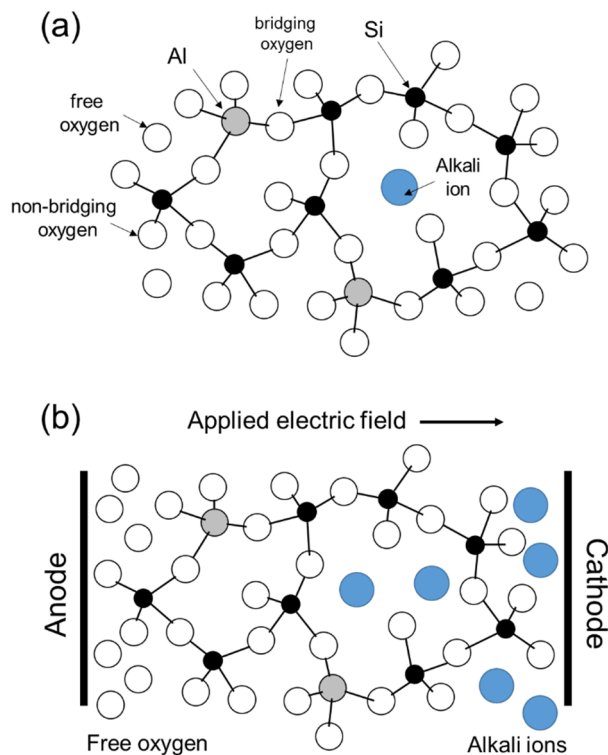 (a)
bridging
oxygen
Si
Al
free
oxygen
Alkali
ion
non-bridging
oxygen
(b)
Applied electric field
Anode
Cathode
Free oxygen
Alkali ions